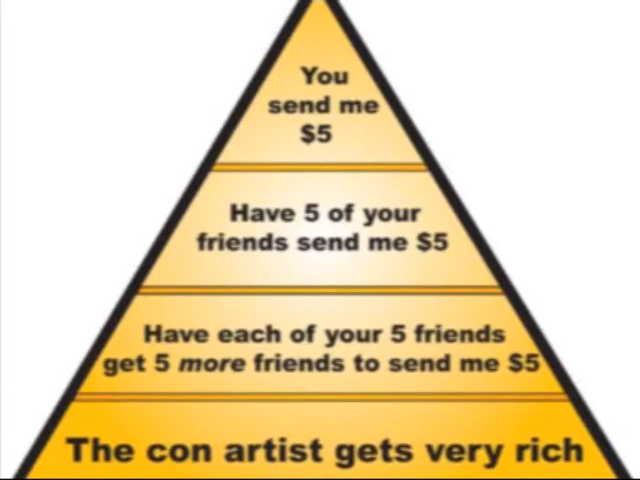 You
send me
$5
Have 5 of your
friends send me $5
Have each of your 5 friends
get 5 more friends to send me $5
The con artist gets very rich